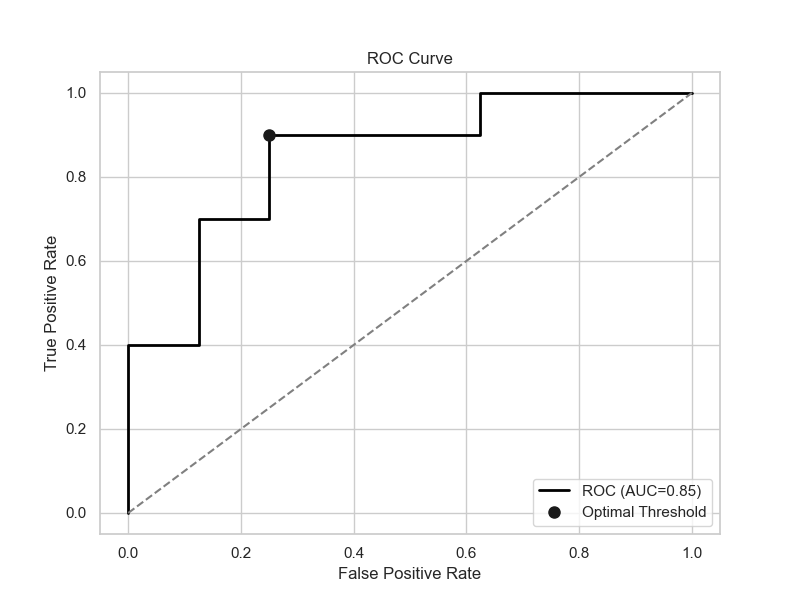 ROC Curve
1.0
0.8
0.6
0.4
0.2
0.0
True Positive Rate
0.0 0.2 0.4 0.6 0.8 1.0
False Positive Rate
ROC (AUC=0.85)
Optimal Threshold